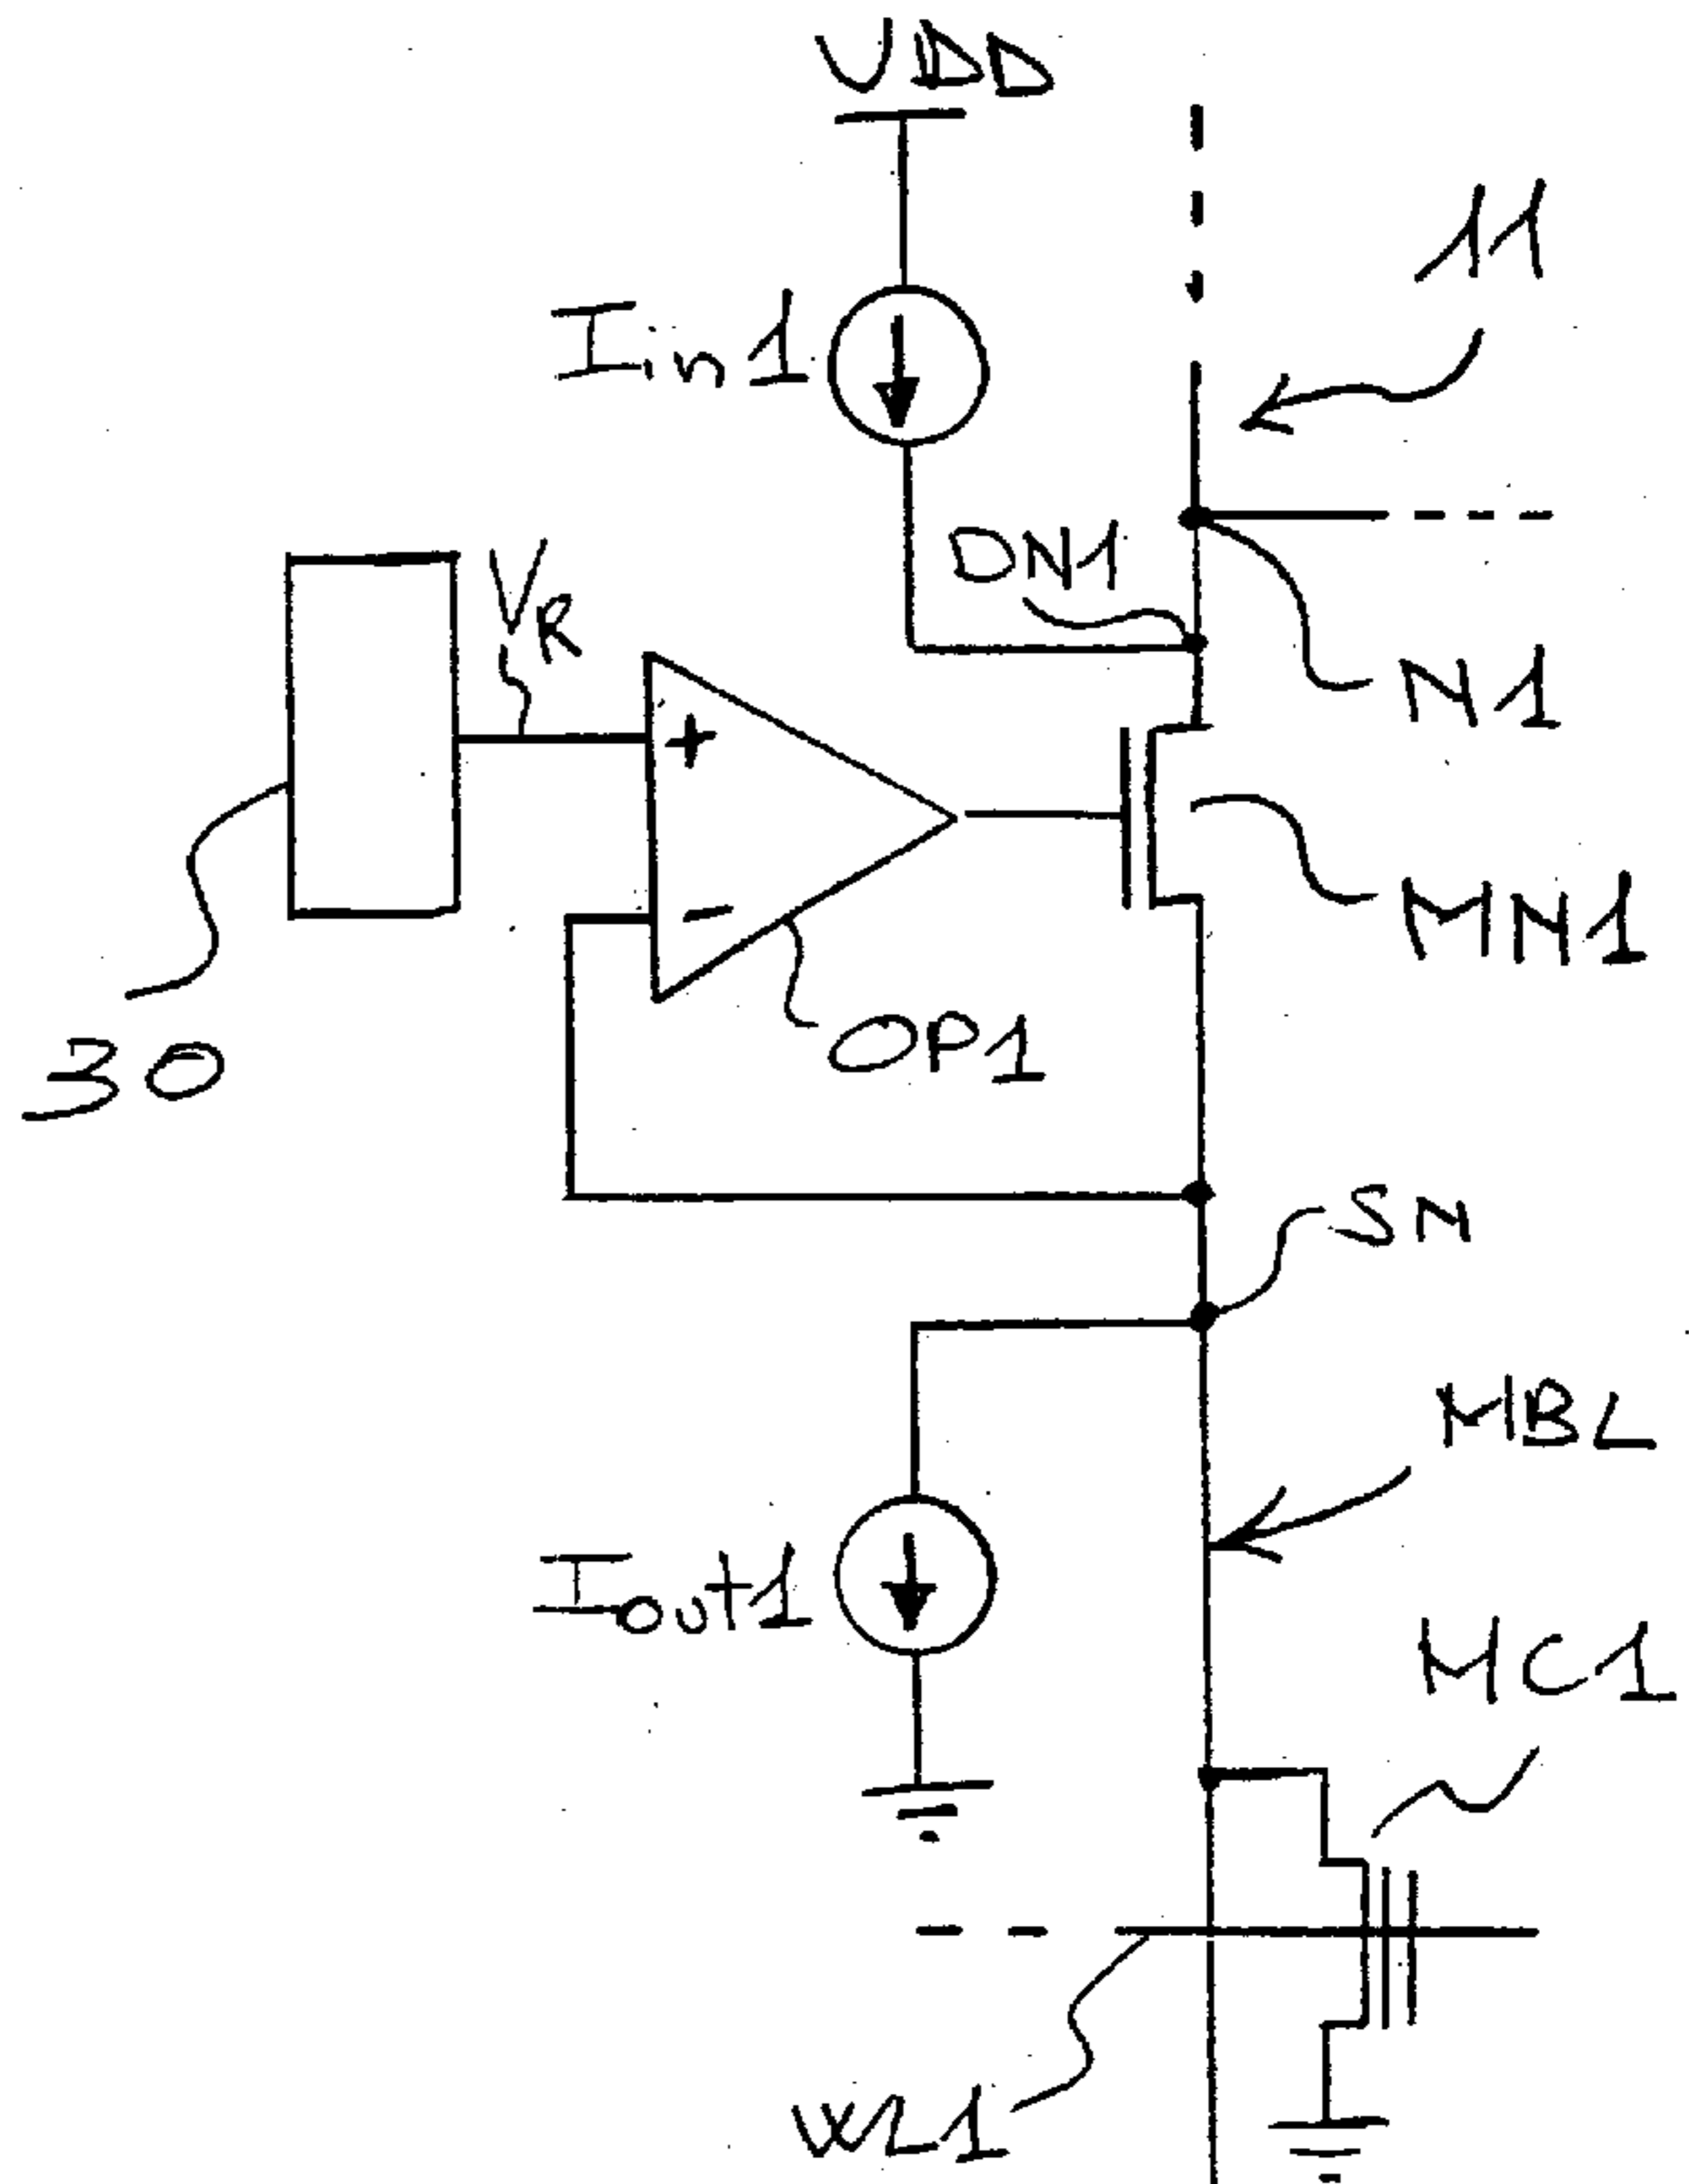 VDD
11
Iin1
DN1
VR
N1
+
MN1
-
OP1
30
SN
MBL
Iout1
MC1
WL1